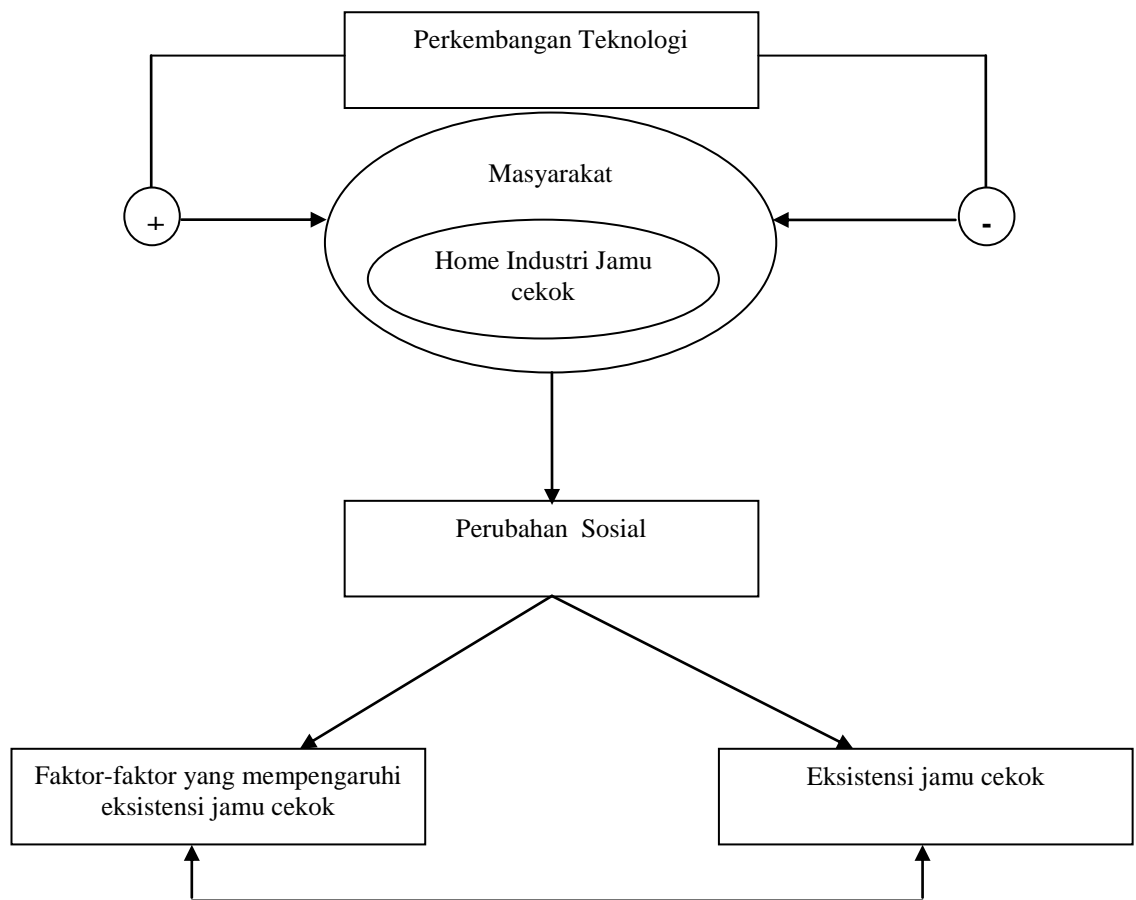 Perkembangan Teknologi
Masyarakat
+
-
Home Industri Jamu
cekok
Perubahan  Sosial
Faktor-faktor yang mempengaruhi
eksistensi jamu cekok
Eksistensi jamu cekok